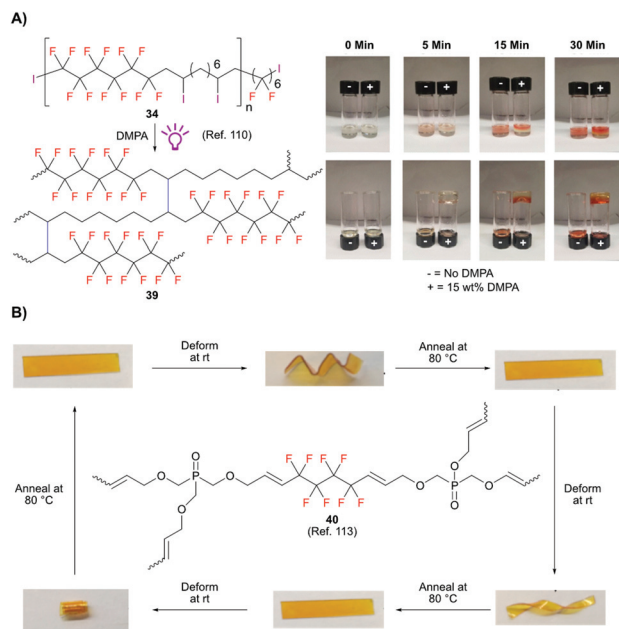 A)
0 Min
5 Min
15 Min
30 Min
F F F F F F
6
I
I
6
F F F F F F
I
I
n
F F
34
DMPA
(Ref. 110)
F F F F F F
F F F F F F
F F F F F F
F F F F F F
F F F F F F
F F F F F F
39
- +
- +
- +
- +
- +
- +
- +
- +
- = No DMPA
+ = 15 wt% DMPA
B)
Deform
at rt
Anneal at
80 °C
Anneal at
80 °C
O
P
O
O
O
F F F F
F F F F
O
O
P
O
O
40
(Ref. 113)
Deform
at rt
Deform
at rt
Anneal at
80 °C